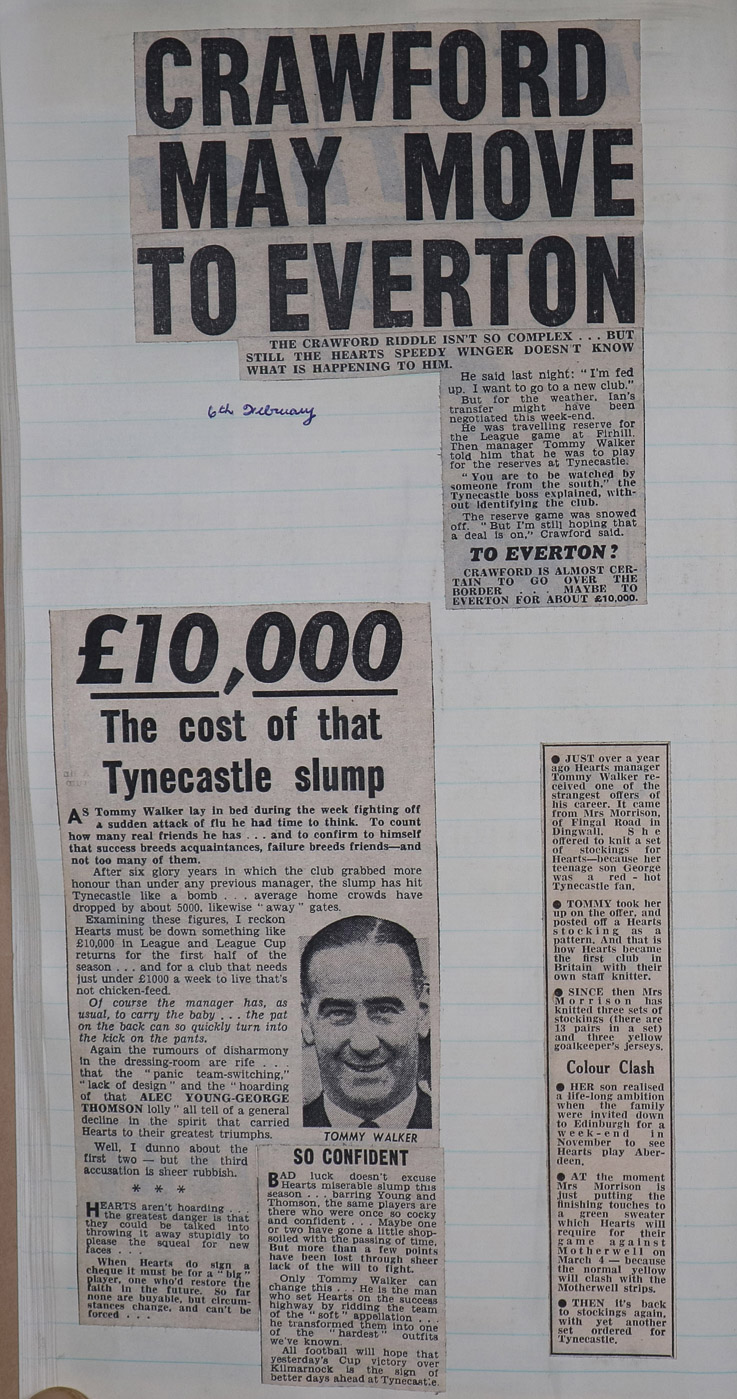 CRAWFORD
MAY MOVE
TO EVERTON
THE CRAWFORD RIDDLE ISN'T SO COMPLEX . . . BUT
STILL THE HEARTS SPEEDY WINGER DOESN'T KNOW
WHAT IS HAPPENING TO HIM.
He said last night: "I'm fed
up. I want to go to a new club."
But for the weather, Ian's
transfer might have been
negotiated this week-end.
He was travelling reserve for
the League game at Firhill.
Then manager Tommy Walker
told him that he was to play
for the reserves at Tynecastle.
"You are to be watched by
someone from the south," the
Tynecastle boss explained, with-
out identifying the club.
The reserve game was snowed
off. "But I'm still hoping that
a deal is on," Crawford said.
TO EVERTON?
CRAWFORD IS ALMOST CER-
TAIN TO GO OVER THE
BORDER . . . MAYBE TO
EVERTON FOR ABOUT £10,000.
6th February
£10,000
The cost of that
Tynecastle slump
AS Tommy Walker lay in bed during the week fighting off
a sudden attack of flu he had time to think. To count
how many real friends he has . . . and to confirm to himself
that success breeds acquaintances, failure breeds friends—and
not too many of them.
After six glory years in which the club grabbed more
honour than under any previous manager, the slump has hit
Tynecastle like a bomb . . . average home crowds have
dropped by about 5000, likewise "away" gates.
Examining these figures, I reckon
Hearts must be down something like
£10,000 in League and League Cup
returns for the first half of the
season . . . and for a club that needs
just under £1000 a week to live that's
not chicken-feed.
Of course the manager has, as
usual, to carry the baby . . . the pat
on the back can so quickly turn into
the kick on the pants.
Again the rumours of disharmony
in the dressing-room are rife . . .
that the "panic team-switching,"
"lack of design" and the "hoarding
of that ALEC YOUNG-GEORGE
THOMSON lolly" all tell of a general
decline in the spirit that carried
Hearts to their greatest triumphs.
Well, I dunno about the
first two — but the third
accusation is sheer rubbish.
* * *
HEARTS aren't hoarding . . .
the greatest danger is that
they could be talked into
throwing it away stupidly to
please the squeal for new
faces . . .
When Hearts do sign a
cheque it must be for a "big"
player, one who'd restore the
faith in the future. So far
none are buyable, but circum-
stances change, and can't be
forced . . .
TOMMY WALKER
SO CONFIDENT
BAD luck doesn't excuse
Hearts miserable slump this
season . . . barring Young and
Thomson, the same players are
there who were once so cocky
and confident . . . Maybe one
or two have gone a little shop-
soiled with the passing of time.
But more than a few points
have been lost through sheer
lack of the will to fight.
Only Tommy Walker can
change this . . . He is the man
who set Hearts on the success
highway by ridding the team
of the "soft" appellation . . .
he transformed them into one
of the "hardest" outfits
we've known.
All football will hope that
yesterday's Cup victory over
Kilmarnock is the sign of
better days ahead at Tynecastle.
● JUST over a year
ago Hearts manager
Tommy Walker re-
ceived one of the
strangest offers of
his career. It came
from Mrs Morrison,
of Fingal Road in
Dingwall. She
offered to knit a set
of stockings for
Hearts—because her
teenage son George
was a red-hot
Tynecastle fan.
● TOMMY took her
up on the offer, and
posted off a Hearts
stocking as a
pattern. And that is
how Hearts became
the first club in
Britain with their
own staff knitter.
● SINCE then Mrs
Morrison has
knitted three sets of
stockings (there are
13 pairs in a set)
and three yellow
goalkeeper's jerseys.
Colour Clash
● HER son realised
a life-long ambition
when the family
were invited down
to Edinburgh for a
week-end in
November to see
Hearts play Aber-
deen.
● AT the moment
Mrs Morrison is
just putting the
finishing touches to
a green sweater
which Hearts will
require for their
game against
Motherwell on
March 4 — because
the normal yellow
will clash with the
Motherwell strips.
● THEN it's back
to stockings again,
with yet another
set ordered for
Tynecastle.